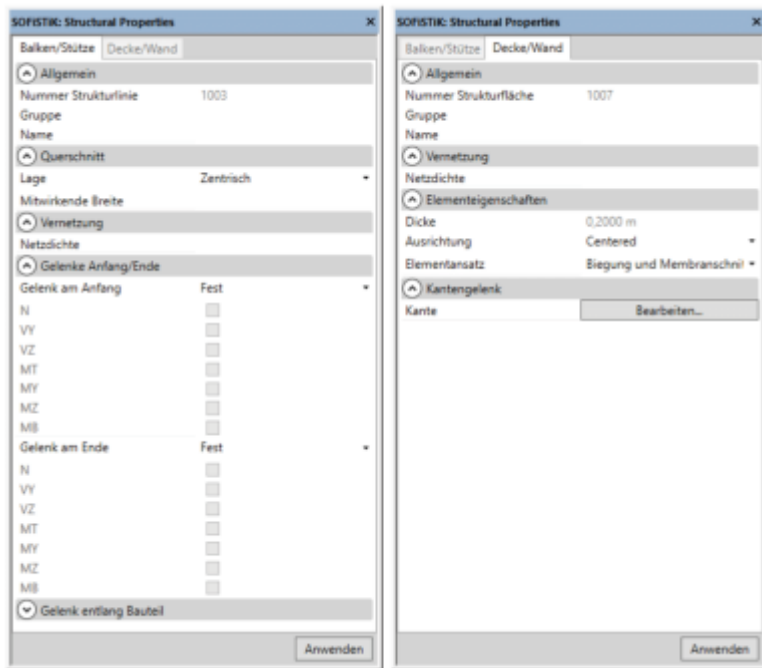 SOFiSTiK: Structural Properties
Balken/Stütze Decke/Wand
Allgemein
Nummer Strukturlinie 1003
Gruppe
Name
Querschnitt
Lage Zentrisch
Mitwirkende Breite
Vernetzung
Netzdichte
Gelenke Anfang/Ende
Gelenk am Anfang Fest
N
VY
VZ
MT
MY
MZ
MB
Gelenk am Ende Fest
N
VY
VZ
MT
MY
MZ
MB
Gelenk entlang Bauteil
Anwenden
SOFiSTiK: Structural Properties
Balken/Stütze Decke/Wand
Allgemein
Nummer Strukturfläche 1007
Gruppe
Name
Vernetzung
Netzdichte
Elementeigenschaften
Dicke 0,2000 m
Ausrichtung Centered
Elementansatz Biegung und Membranschnit
Kantengelenk
Kante Bearbeiten...
Anwenden